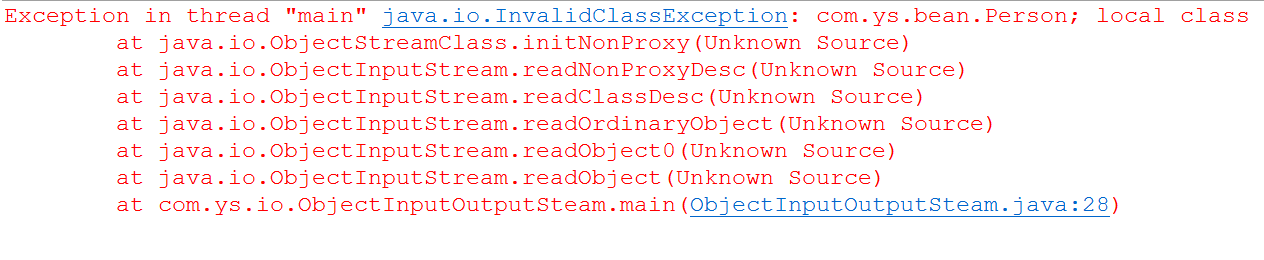 Exception in thread "main" java.io.InvalidClassException: com.ys.bean.Person; local class
at java.io.ObjectStreamClass.initNonProxy(Unknown Source)
at java.io.ObjectInputStream.readNonProxyDesc(Unknown Source)
at java.io.ObjectInputStream.readClassDesc(Unknown Source)
at java.io.ObjectInputStream.readOrdinaryObject(Unknown Source)
at java.io.ObjectInputStream.readObject0(Unknown Source)
at java.io.ObjectInputStream.readObject(Unknown Source)
at com.ys.io.ObjectInputOutputSteam.main(ObjectInputOutputSteam.java:28)